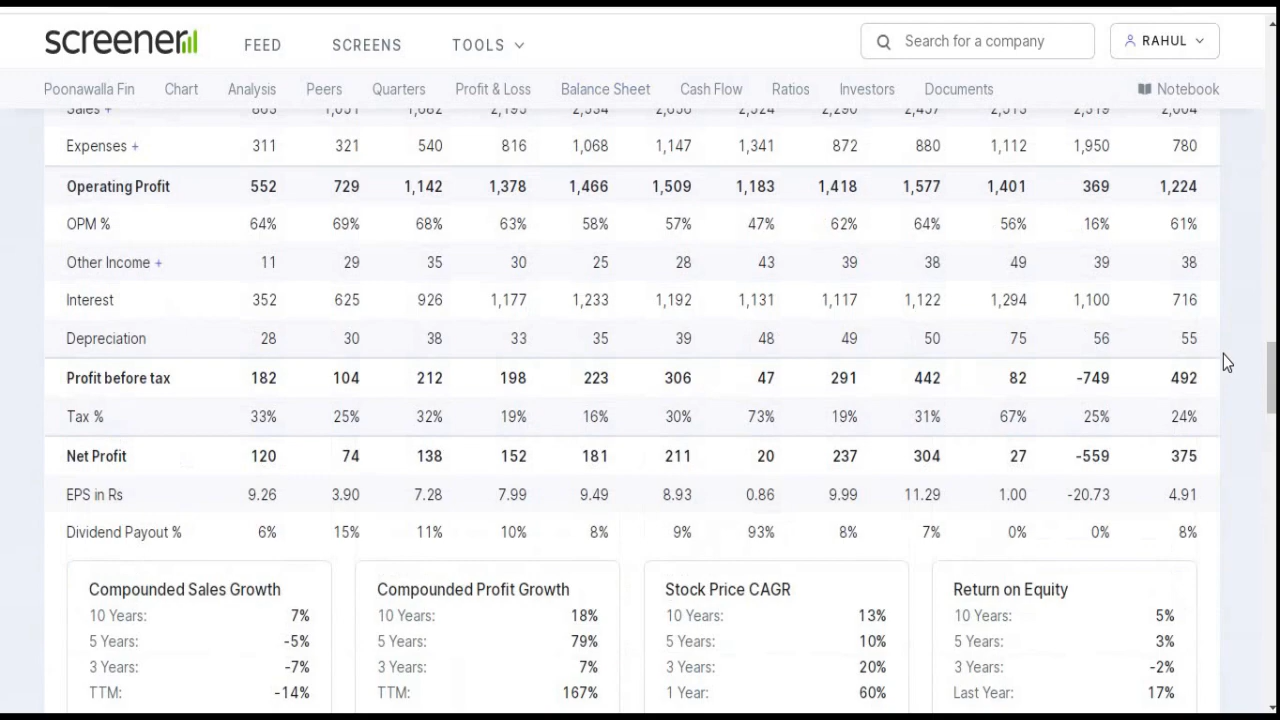 screener FEED SCREENS TOOLS Search for a company RAHUL
Poonawalla Fin Chart Analysis Peers Quarters Profit & Loss Balance Sheet Cash Flow Ratios Investors Documents Notebook
Sales +
Expenses + 311 321 540 816 1,068 1,147 1,341 872 880 1,112 1,950 780
Operating Profit 552 729 1,142 1,378 1,466 1,509 1,183 1,418 1,577 1,401 369 1,224
OPM % 64% 69% 68% 63% 58% 57% 47% 62% 64% 56% 16% 61%
Other Income + 11 29 35 30 25 28 43 39 38 49 39 38
Interest 352 625 926 1,177 1,233 1,192 1,131 1,117 1,122 1,294 1,100 716
Depreciation 28 30 38 33 35 39 48 49 50 75 56 55
Profit before tax 182 104 212 198 223 306 47 291 442 82 -749 492
Tax % 33% 25% 32% 19% 16% 30% 73% 19% 31% 67% 25% 24%
Net Profit 120 74 138 152 181 211 20 237 304 27 -559 375
EPS in Rs 9.26 3.90 7.28 7.99 9.49 8.93 0.86 9.99 11.29 1.00 -20.73 4.91
Dividend Payout % 6% 15% 11% 10% 8% 9% 93% 8% 7% 0% 0% 8%
Compounded Sales Growth
10 Years: 7%
5 Years: -5%
3 Years: -7%
TTM: -14%
Compounded Profit Growth
10 Years: 18%
5 Years: 79%
3 Years: 7%
TTM: 167%
Stock Price CAGR
10 Years: 13%
5 Years: 10%
3 Years: 20%
1 Year: 60%
Return on Equity
10 Years: 5%
5 Years: 3%
3 Years: -2%
Last Year: 17%